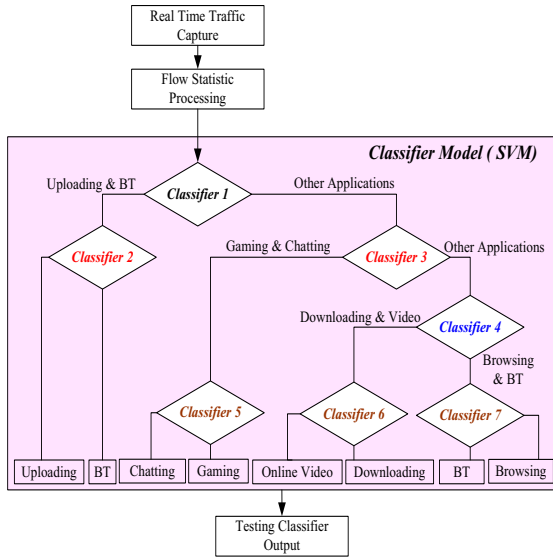 Real Time Traffic
Capture
Flow Statistic
Processing
Classifier Model ( SVM)
Uploading & BT
Classifier 1
Other Applications
Classifier 2
Gaming & Chatting
Classifier 3
Other Applications
Downloading & Video
Classifier 4
Browsing
& BT
Classifier 5
Classifier 6
Classifier 7
Uploading
BT
Chatting
Gaming
Online Video
Downloading
BT
Browsing
Testing Classifier
Output